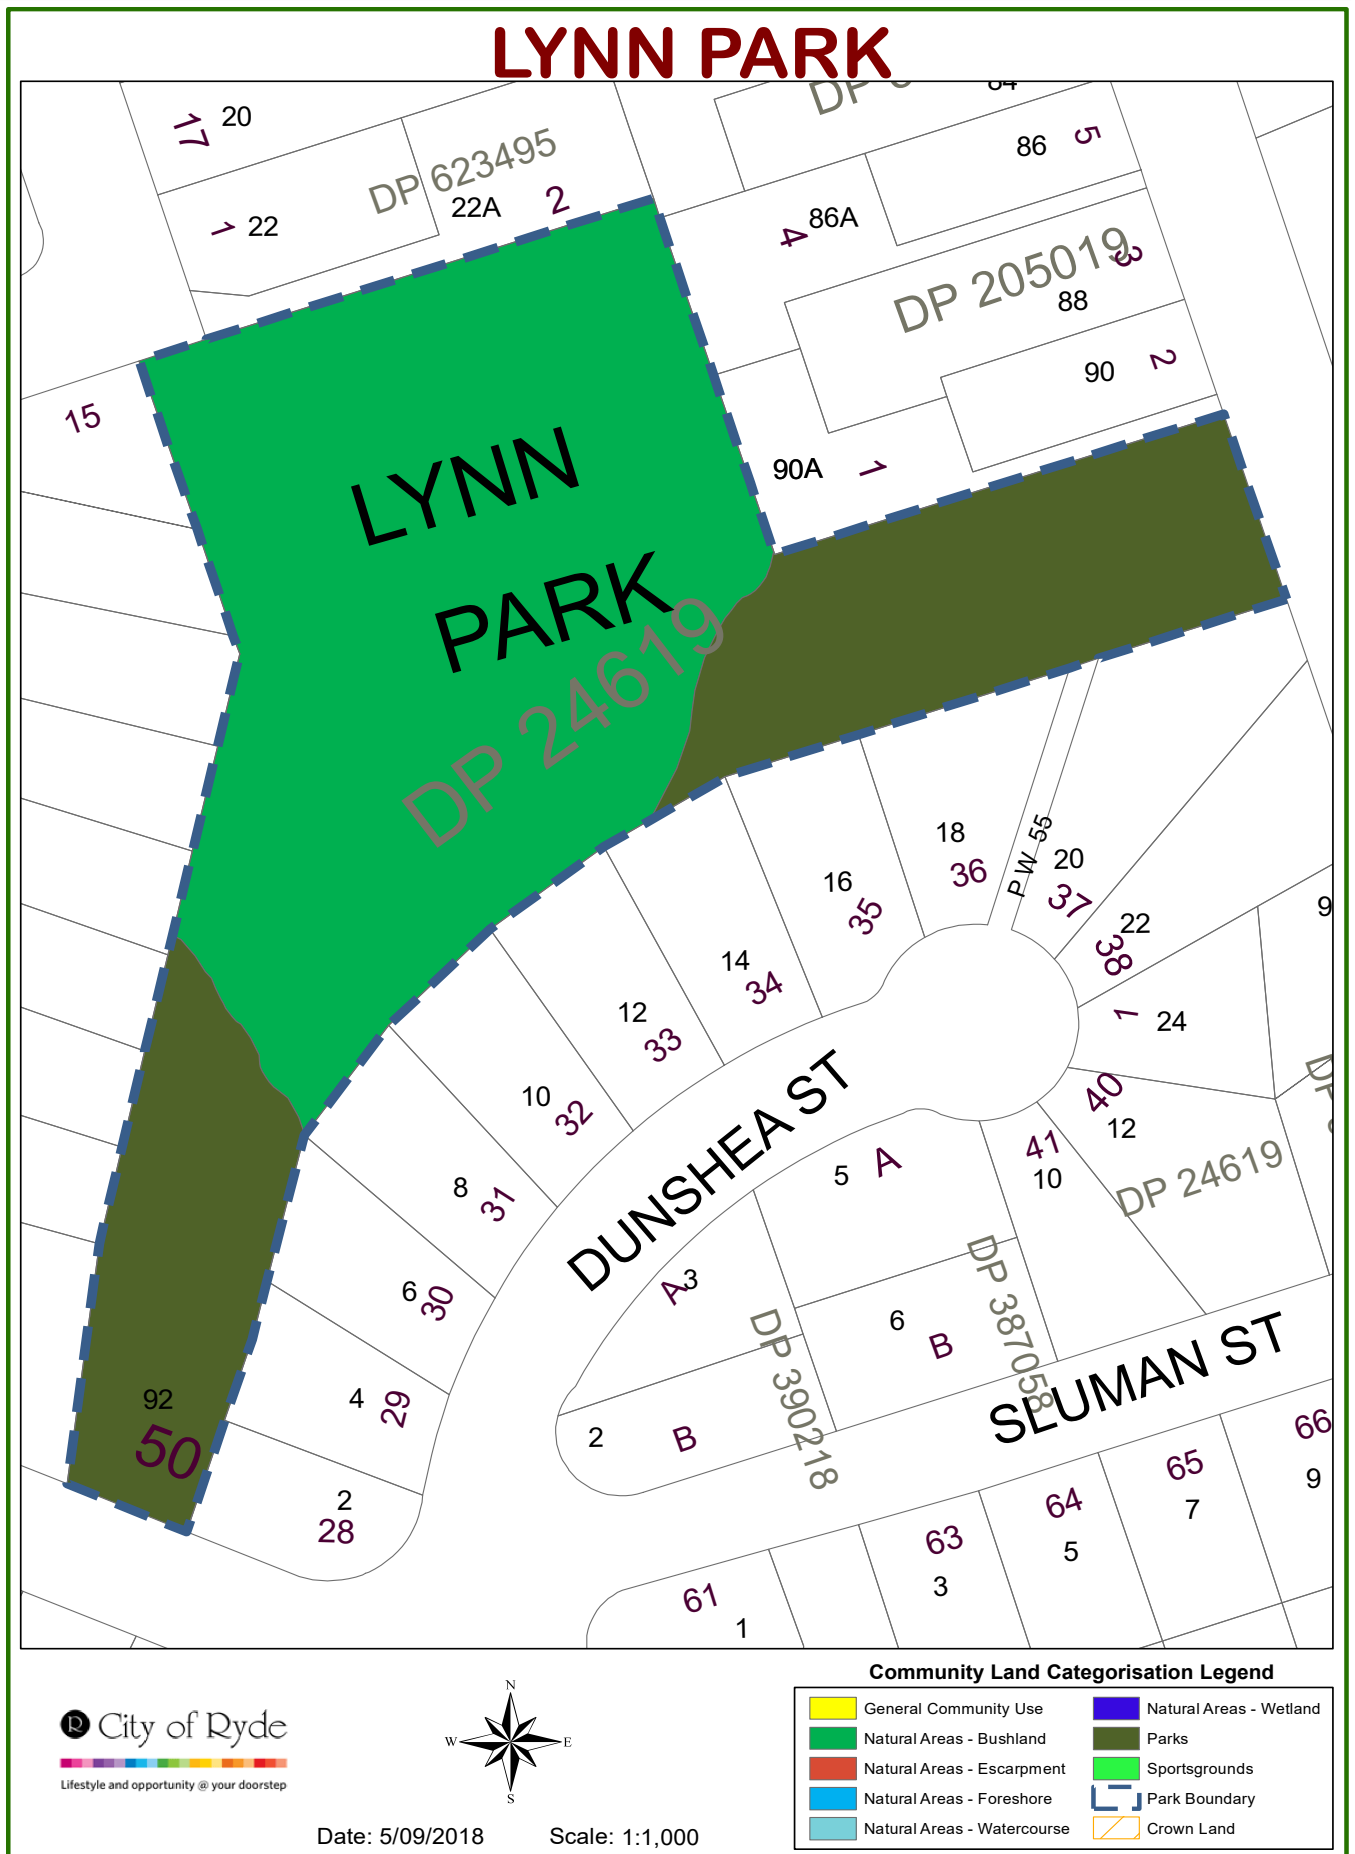 LYNN PARK
17
20
DP 623495
1
22
22A
2
86
5
4
86A
DP 205019
3
88
90
2
15
90A
1
LYNN
PARK
DP 24619
18
36
P W 55
20
37
16
35
22
38
14
34
1
24
12
33
10
32
DUNSHEA ST
40
12
41
10
DP 24619
5
A
8
31
3
A
6
30
6
B
DP 387058
DP 390218
SLUMAN ST
92
50
4
29
2
B
66
9
65
7
64
5
2
28
63
3
61
1
R City of Ryde
Lifestyle and opportunity @ your doorstep
N
W
E
S
Date: 5/09/2018
Scale: 1:1,000
Community Land Categorisation Legend
General Community Use
Natural Areas - Bushland
Natural Areas - Escarpment
Natural Areas - Foreshore
Natural Areas - Watercourse
Natural Areas - Wetland
Parks
Sportsgrounds
Park Boundary
Crown Land